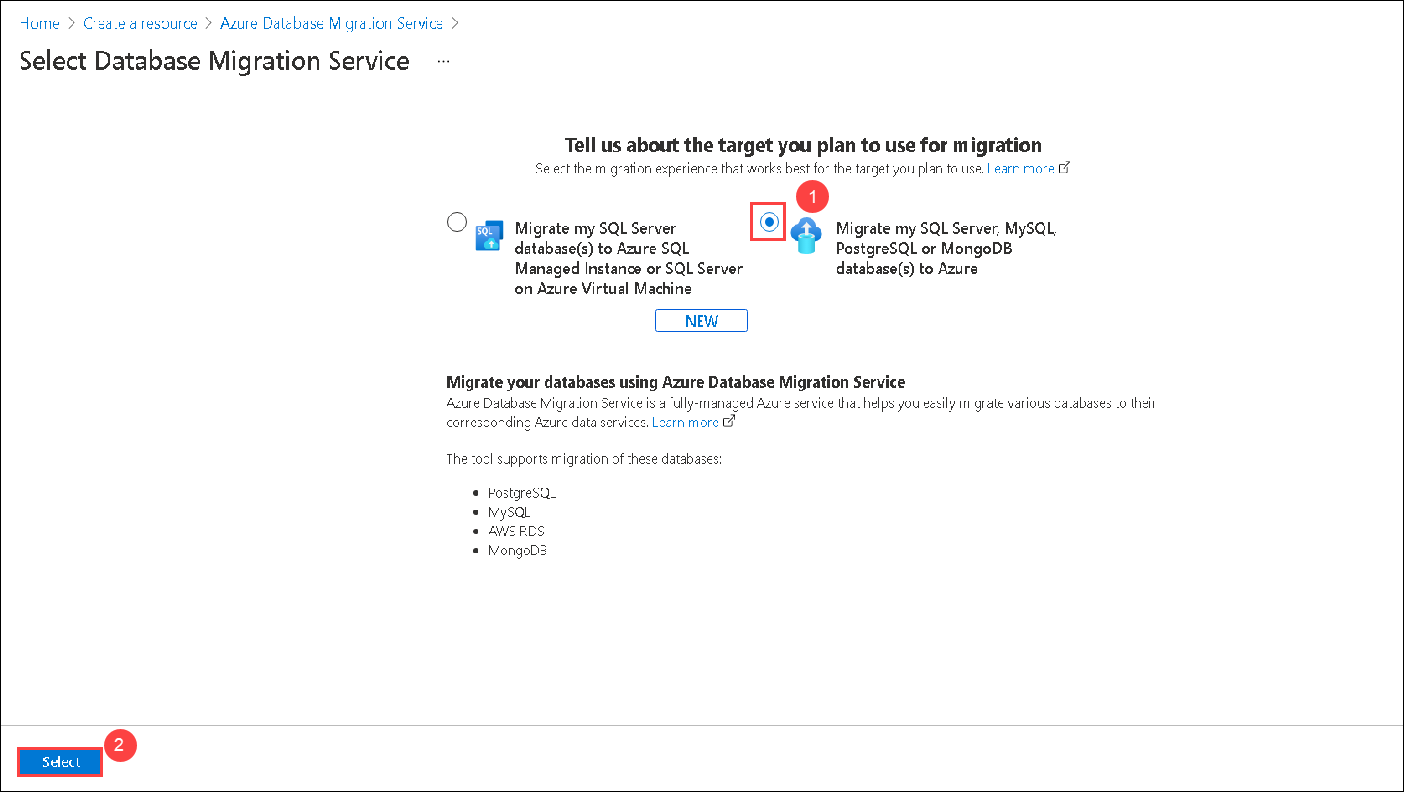 Home > Create a resource > Azure Database Migration Service >
Select Database Migration Service ...
Tell us about the target you plan to use for migration
Select the migration experience that works best for the target you plan to use. Learn more
1
SQL
Migrate my SQL Server
database(s) to Azure SQL
Managed Instance or SQL Server
on Azure Virtual Machine
NEW
Migrate my SQL Server, MySQL,
PostgreSQL or MongoDB
database(s) to Azure
Migrate your databases using Azure Database Migration Service
Azure Database Migration Service is a fully-managed Azure service that helps you easily migrate various databases to their
corresponding Azure data services. Learn more
The tool supports migration of these databases:
• PostgreSQL
• MySQL
• AWS RDS
• MongoDB
2
Select